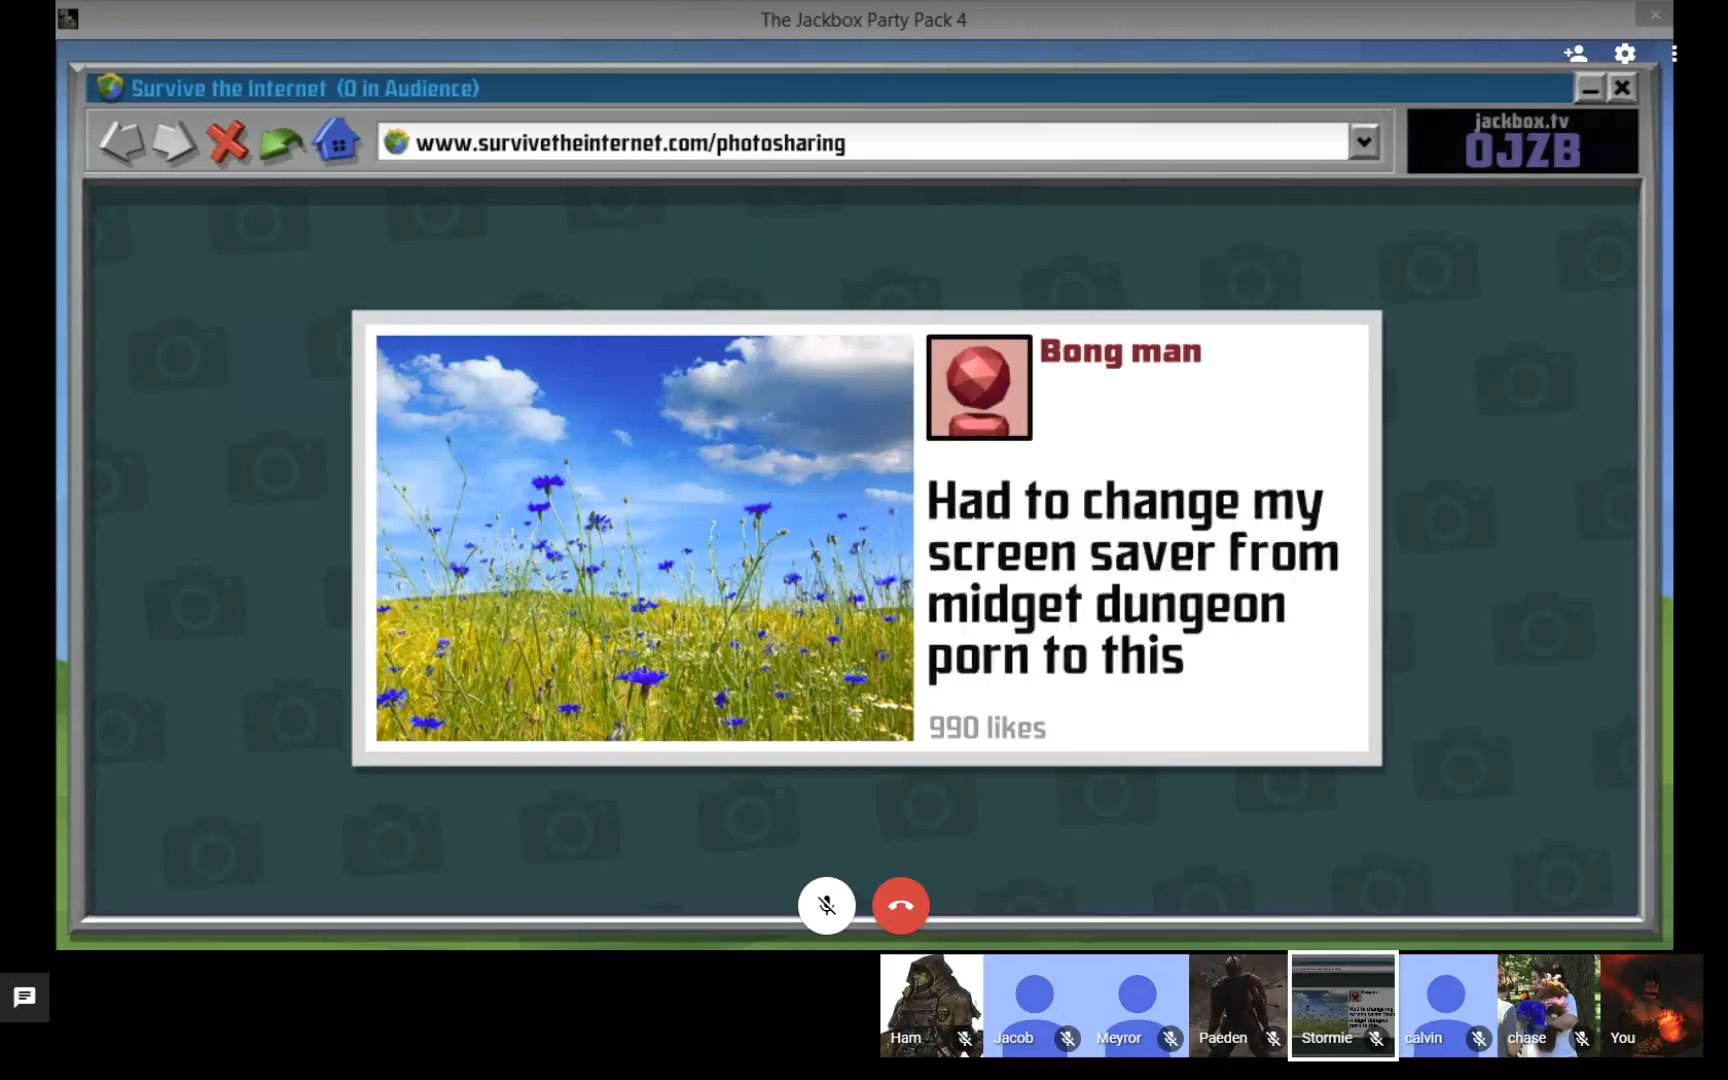 The Jackbox Party Pack 4
Survive the Internet (0 in Audience)
www.survivetheinternet.com/photosharing
jackbox.tv
OJZB
Bong man
Had to change my
screen saver from
midget dungeon
porn to this
990 likes
Ham
Jacob
Meyror
Paeden
Stormie
calvin
chase
You